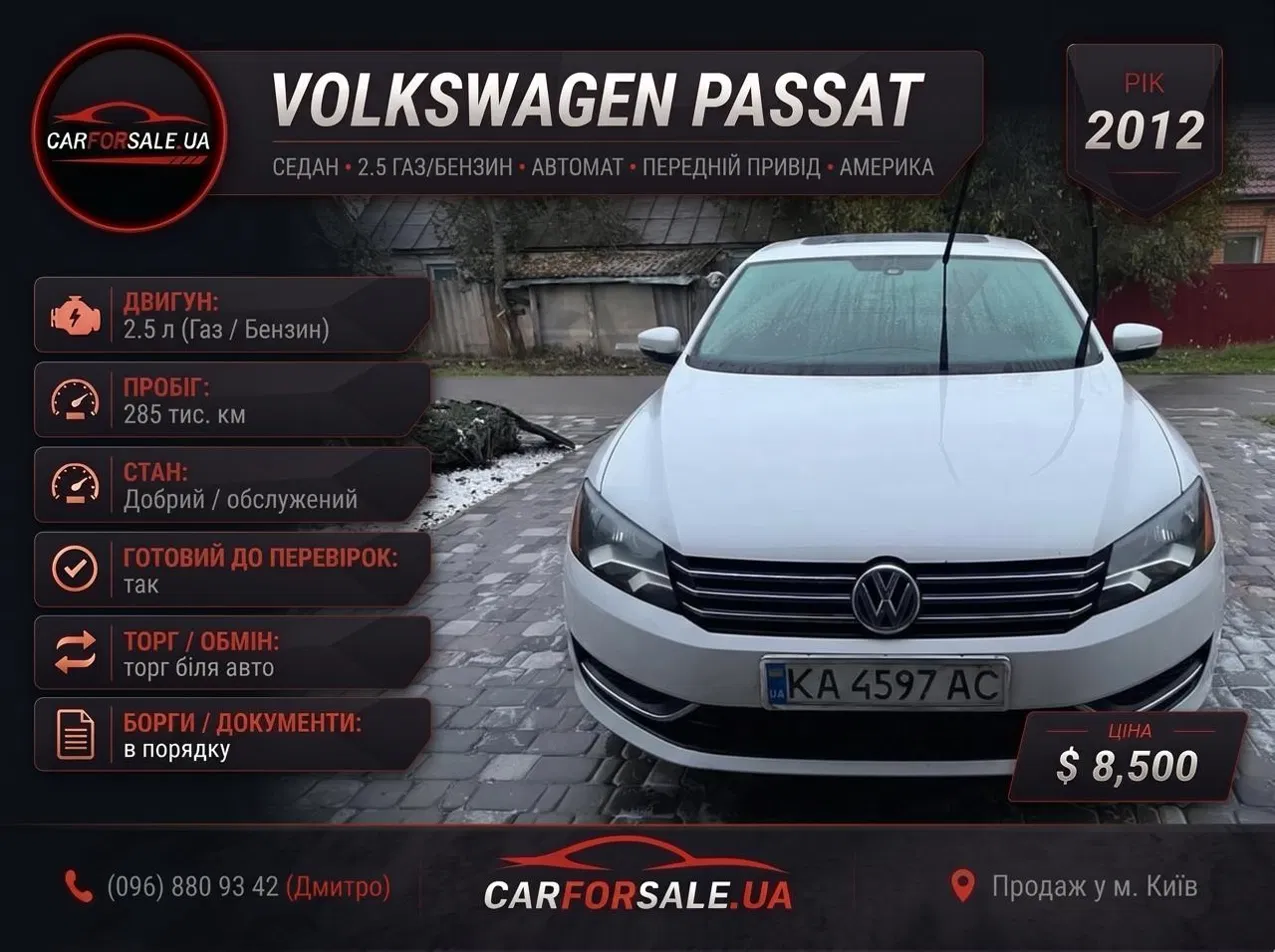 CARFORSALE.UA
VOLKSWAGEN PASSAT
СЕДАН • 2.5 ГАЗ/БЕНЗИН • АВТОМАТ • ПЕРЕДНІЙ ПРИВІД • АМЕРИКА
РІК
2012
ДВИГУН:
2.5 л (Газ / Бензин)
ПРОБІГ:
285 тис. км
СТАН:
Добрий / обслужений
ГОТОВИЙ ДО ПЕРЕВІРОК:
так
ТОРГ / ОБМІН:
торг біля авто
БОРГИ / ДОКУМЕНТИ:
в порядку
UA KA 4597 AC
ЦІНА
$ 8,500
(096) 880 93 42 (Дмитро)
CARFORSALE.UA
Продаж у м. Київ